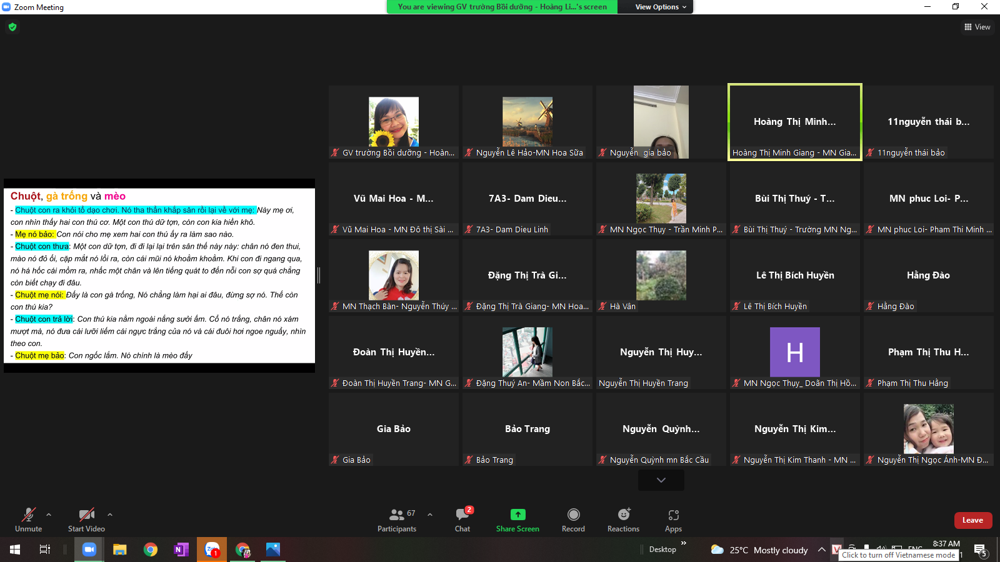 Zoom Meeting
You are viewing GV trường Bồi dưỡng - Hoàng Li...'s screen
View Options
View
Chuột, gà trống và mèo
- Chuột con ra khỏi tổ dạo chơi. Nó tha thẩn khắp sân rồi lại về với mẹ: Này mẹ ơi,
con nhìn thấy hai con thú cơ. Một con thú dữ tợn, còn con kia hiền khô.
- Mẹ nó bảo: Con nói cho mẹ xem hai con thú ấy ra làm sao nào.
- Chuột con thưa: Một con dữ tợn, đi đi lại lại trên sân thế này này: chân nó đen thui,
mào nó đỏ ối, cặp mắt nó lồi ra, còn cái mũi nó khoằm khoằm. Khi con đi ngang qua,
nó há hốc cái mồm ra, nhấc một chân và lên tiếng quát to đến nỗi con sợ quá chẳng
còn biết chạy đi đâu.
- Chuột mẹ nói: Đấy là con gà trống, Nó chẳng làm hại ai đâu, đừng sợ nó. Thế còn
con thú kia?
- Chuột con trả lời: Con thú kia nằm ngoài nắng sưởi ấm. Cổ nó trắng, chân nó xám
mượt mà, nó đưa cái lưỡi liếm cái ngực trắng của nó và cái đuôi hơi ngoe nguẩy, nhìn
theo con.
- Chuột mẹ bảo: Con ngốc lắm. Nó chính là mèo đấy
GV trường Bồi dưỡng - Hoàn...
Nguyễn Lê Hảo-MN Hoa Sữa
Nguyễn gia bảo
Hoàng Thị Minh...
Hoàng Thị Minh Giang - MN Gia...
11nguyễn thái b...
11nguyễn thái bảo
Vũ Mai Hoa - M...
Vũ Mai Hoa - MN Đô thị Sài ...
7A3- Dam Dieu...
7A3- Dam Dieu Linh
MN Ngọc Thụy - Trần Minh P...
Bùi Thị Thuý - T...
Bùi Thị Thuý - Trường MN Ng...
MN phuc Loi- P...
MN phuc Loi- Pham Thi Minh ...
MN Thạch Bàn- Nguyễn Thúy ...
Đặng Thị Trà Gi...
Đặng Thị Trà Giang- MN Hoa...
Hà Vân
Lê Thị Bích Huyền
Lê Thị Bích Huyền
Hằng Đào
Hằng Đào
Đoàn Thị Huyền...
Đoàn Thị Huyền Trang- MN G...
Đặng Thuý An- Mầm Non Bắc...
Nguyễn Thị Huy...
Nguyễn Thị Huyền Trang
H
MN Ngọc Thụy_ Doãn Thị Hồ...
Phạm Thị Thu H...
Phạm Thị Thu Hằng
Gia Bảo
Gia Bảo
Bảo Trang
Bảo Trang
Nguyễn Quỳnh...
Nguyễn Quỳnh mn Bắc Cầu
Nguyễn Thị Kim...
Nguyễn Thị Kim Thanh - MN ...
Nguyễn Thị Ngọc Ánh-MN Đ...
Unmute
Start Video
Participants
67
Chat
2
Share Screen
Record
Reactions
Apps
Leave
Zalo
1
Desktop
25°C Mostly cloudy
8:37 AM
Click to turn off Vietnamese mode
5